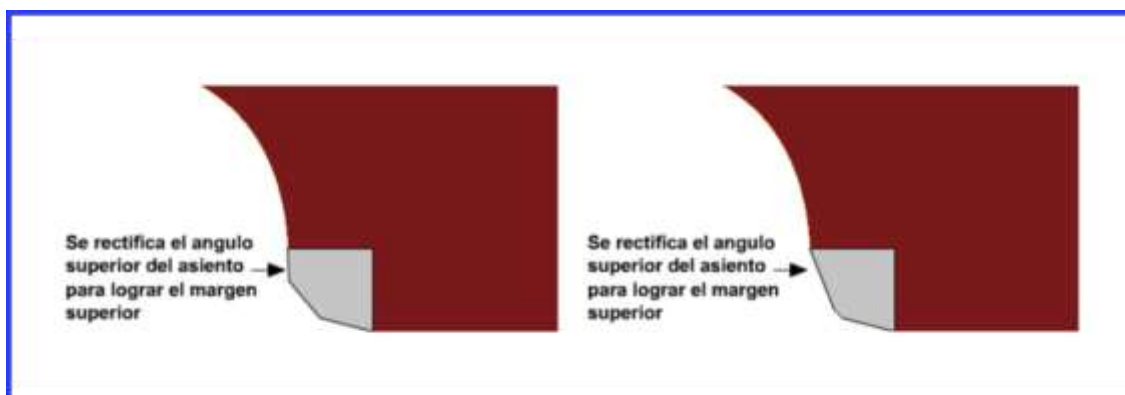 Se rectifica el angulo
superior del asiento
para lograr el margen
superior
Se rectifica el angulo
superior del asiento
para lograr el margen
superior